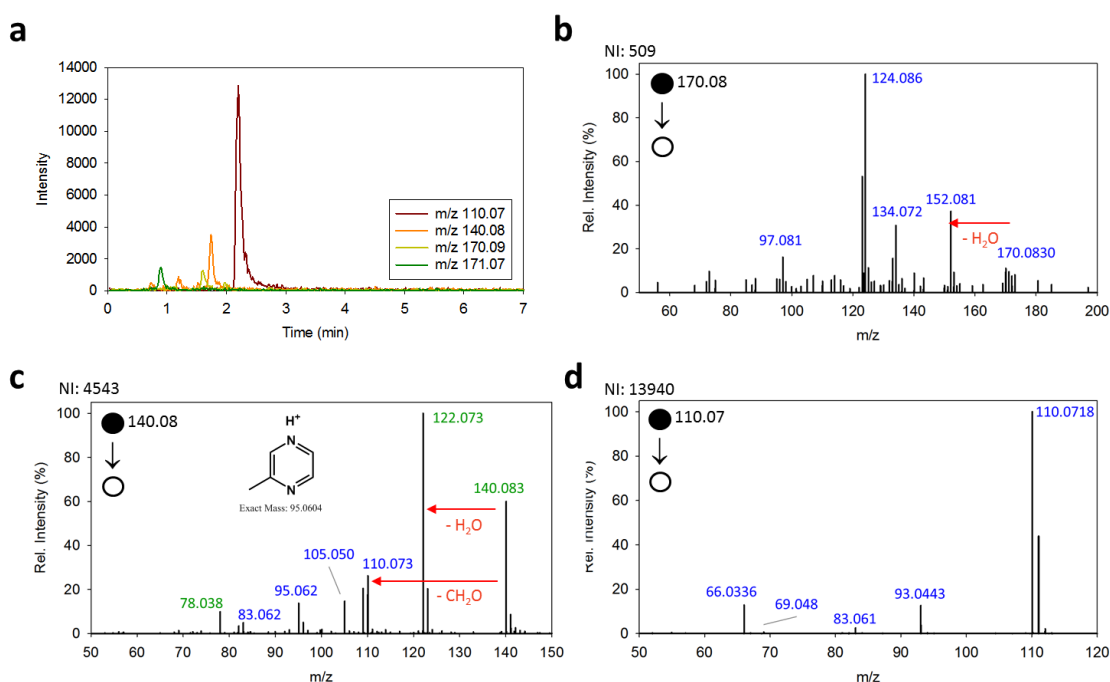 a
Intensity
14000
12000
10000
8000
6000
4000
2000
0
0 1 2 3 4 5 6 7
Time (min)
m/z 110.07
m/z 140.08
m/z 170.09
m/z 171.07
b
NI: 509
170.08
Rel. Intensity (%)
100
80
60
40
20
0
124.086
152.081
134.072
- H₂O
97.081
170.0830
60 80 100 120 140 160 180 200
m/z
c
NI: 4543
140.08
Rel. Intensity (%)
100
80
60
40
20
0
H⁺
N
N
Exact Mass: 95.0604
122.073
140.083
- H₂O
105.050
110.073
- CH₂O
95.062
78.038
83.062
50 60 70 80 90 100 110 120 130 140 150
m/z
d
NI: 13940
110.07
Rel. Intensity (%)
100
80
60
40
20
0
110.0718
66.0336
69.048
93.0443
83.061
50 60 70 80 90 100 110 120
m/z